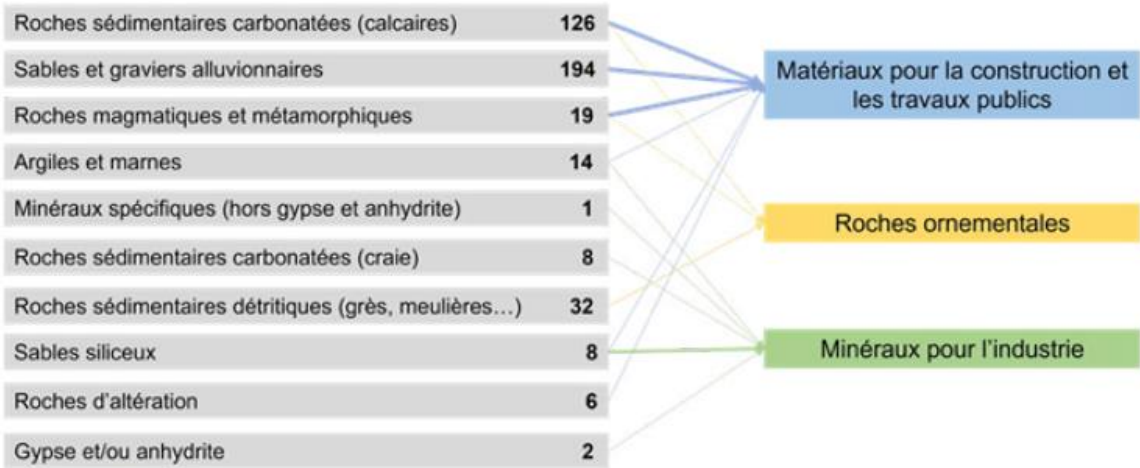 Roches sédimentaires carbonatées (calcaires) 126
Sables et graviers alluvionnaires 194
Roches magmatiques et métamorphiques 19
Argiles et marnes 14
Minéraux spécifiques (hors gypse et anhydrite) 1
Roches sédimentaires carbonatées (craie) 8
Roches sédimentaires détritiques (grès, meulières…) 32
Sables siliceux 8
Roches d’altération 6
Gypse et/ou anhydrite 2
Matériaux pour la construction et
les travaux publics
Roches ornementales
Minéraux pour l’industrie